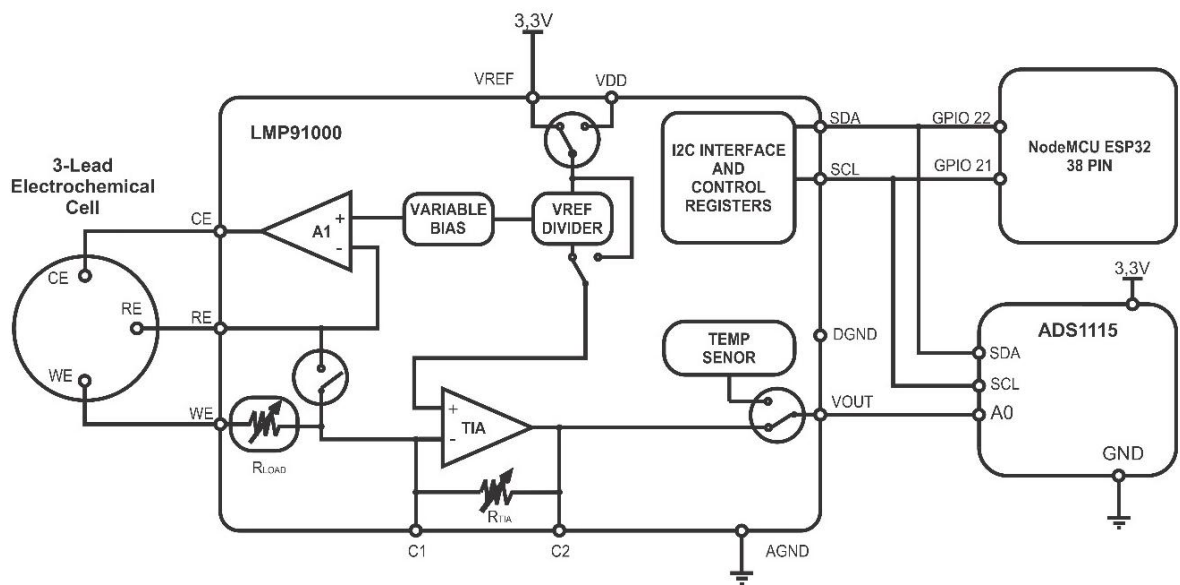 3,3V
VREF
VDD
LMP91000
SDA
GPIO 22
I2C INTERFACE
AND
CONTROL
REGISTERS
NodeMCU ESP32
38 PIN
SCL
GPIO 21
3-Lead
Electrochemical
Cell
CE
A1
+
-
VARIABLE
BIAS
VREF
DIVIDER
CE
RE
RE
WE
WE
RLOAD
TEMP
SENOR
DGND
3,3V
ADS1115
SDA
SCL
A0
VOUT
GND
+
-
TIA
RTIA
C1
C2
AGND